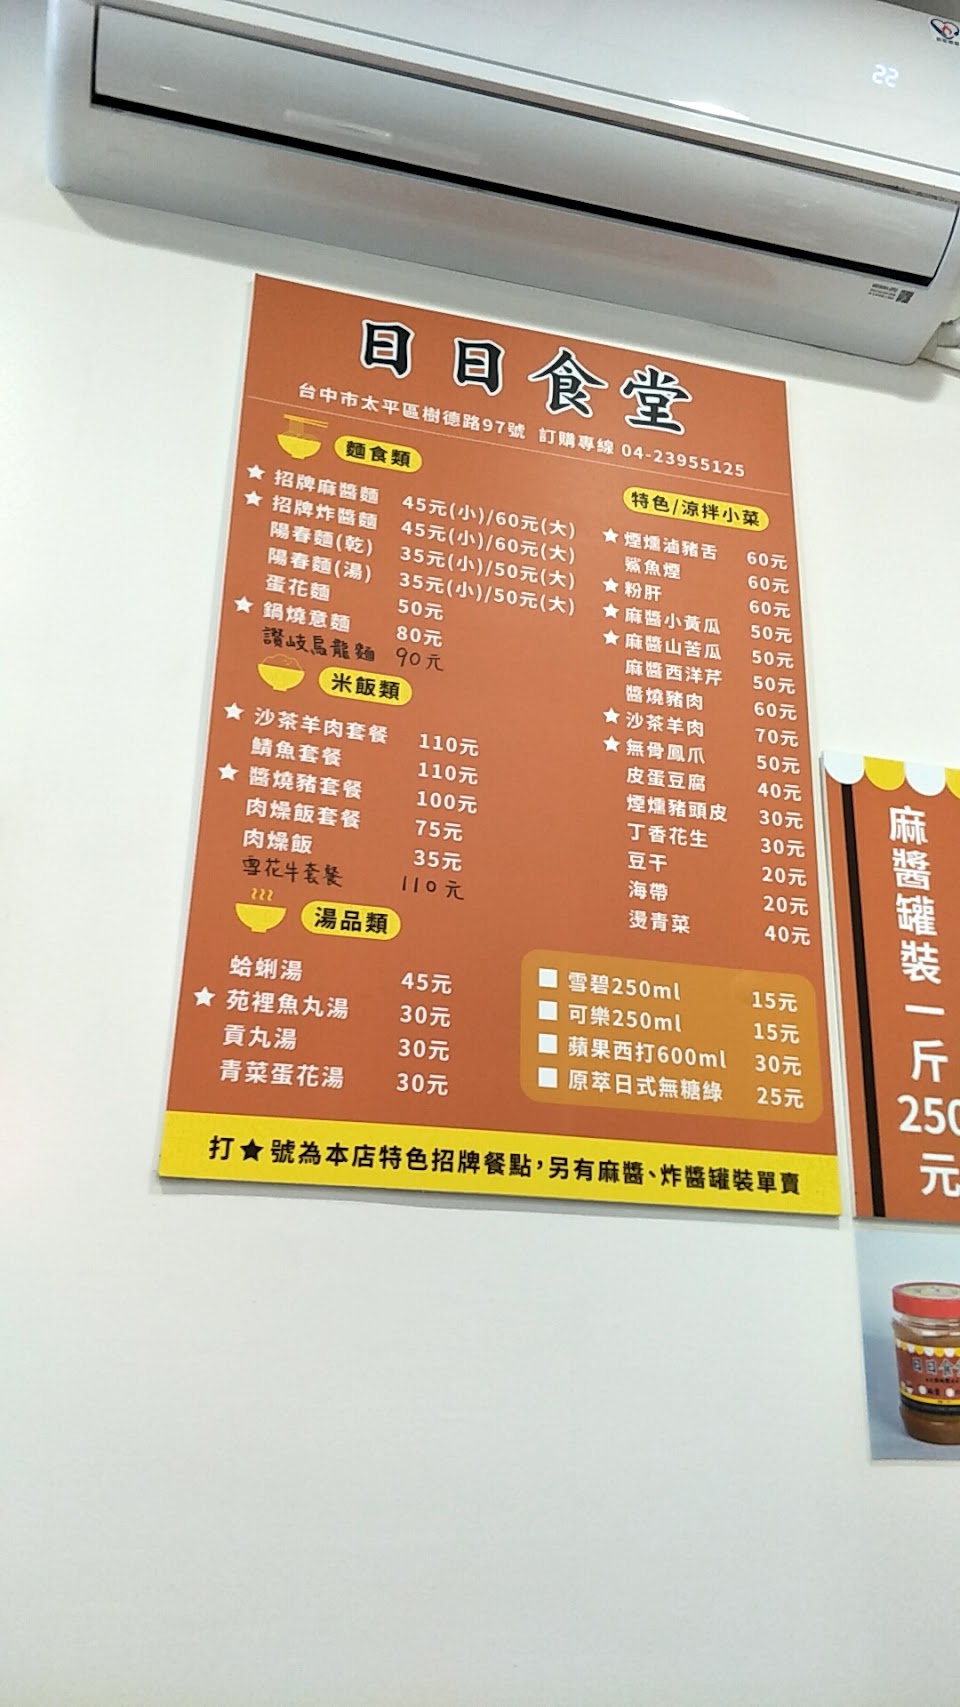 22
日日食堂
台中市太平區樹德路97號 訂購專線 04-23955125
麵食類
★ 招牌麻醬麵 45元(小)/60元(大)
★ 招牌炸醬麵 45元(小)/60元(大)
陽春麵(乾) 35元(小)/50元(大)
陽春麵(湯) 35元(小)/50元(大)
蛋花麵 50元
★ 鍋燒意麵 80元
讚岐烏龍麵 90元
米飯類
★ 沙茶羊肉套餐 110元
鯖魚套餐 110元
★ 醬燒豬套餐 100元
肉燥飯套餐 75元
肉燥飯 35元
雪花牛套餐 110元
湯品類
蛤蜊湯 45元
★ 苑裡魚丸湯 30元
貢丸湯 30元
青菜蛋花湯 30元
特色/涼拌小菜
★ 煙燻滷豬舌 60元
鯊魚煙 60元
★ 粉肝 60元
★ 麻醬小黃瓜 50元
★ 麻醬山苦瓜 50元
麻醬西洋芹 50元
醬燒豬肉 60元
★ 沙茶羊肉 70元
★ 無骨鳳爪 50元
皮蛋豆腐 40元
煙燻豬頭皮 30元
丁香花生 30元
豆干 20元
海帶 20元
燙青菜 40元
雪碧250ml 15元
可樂250ml 15元
蘋果西打600ml 30元
原萃日式無糖綠 25元
打★號為本店特色招牌餐點，另有麻醬、炸醬罐裝單賣
麻醬罐裝一斤250元
日日食